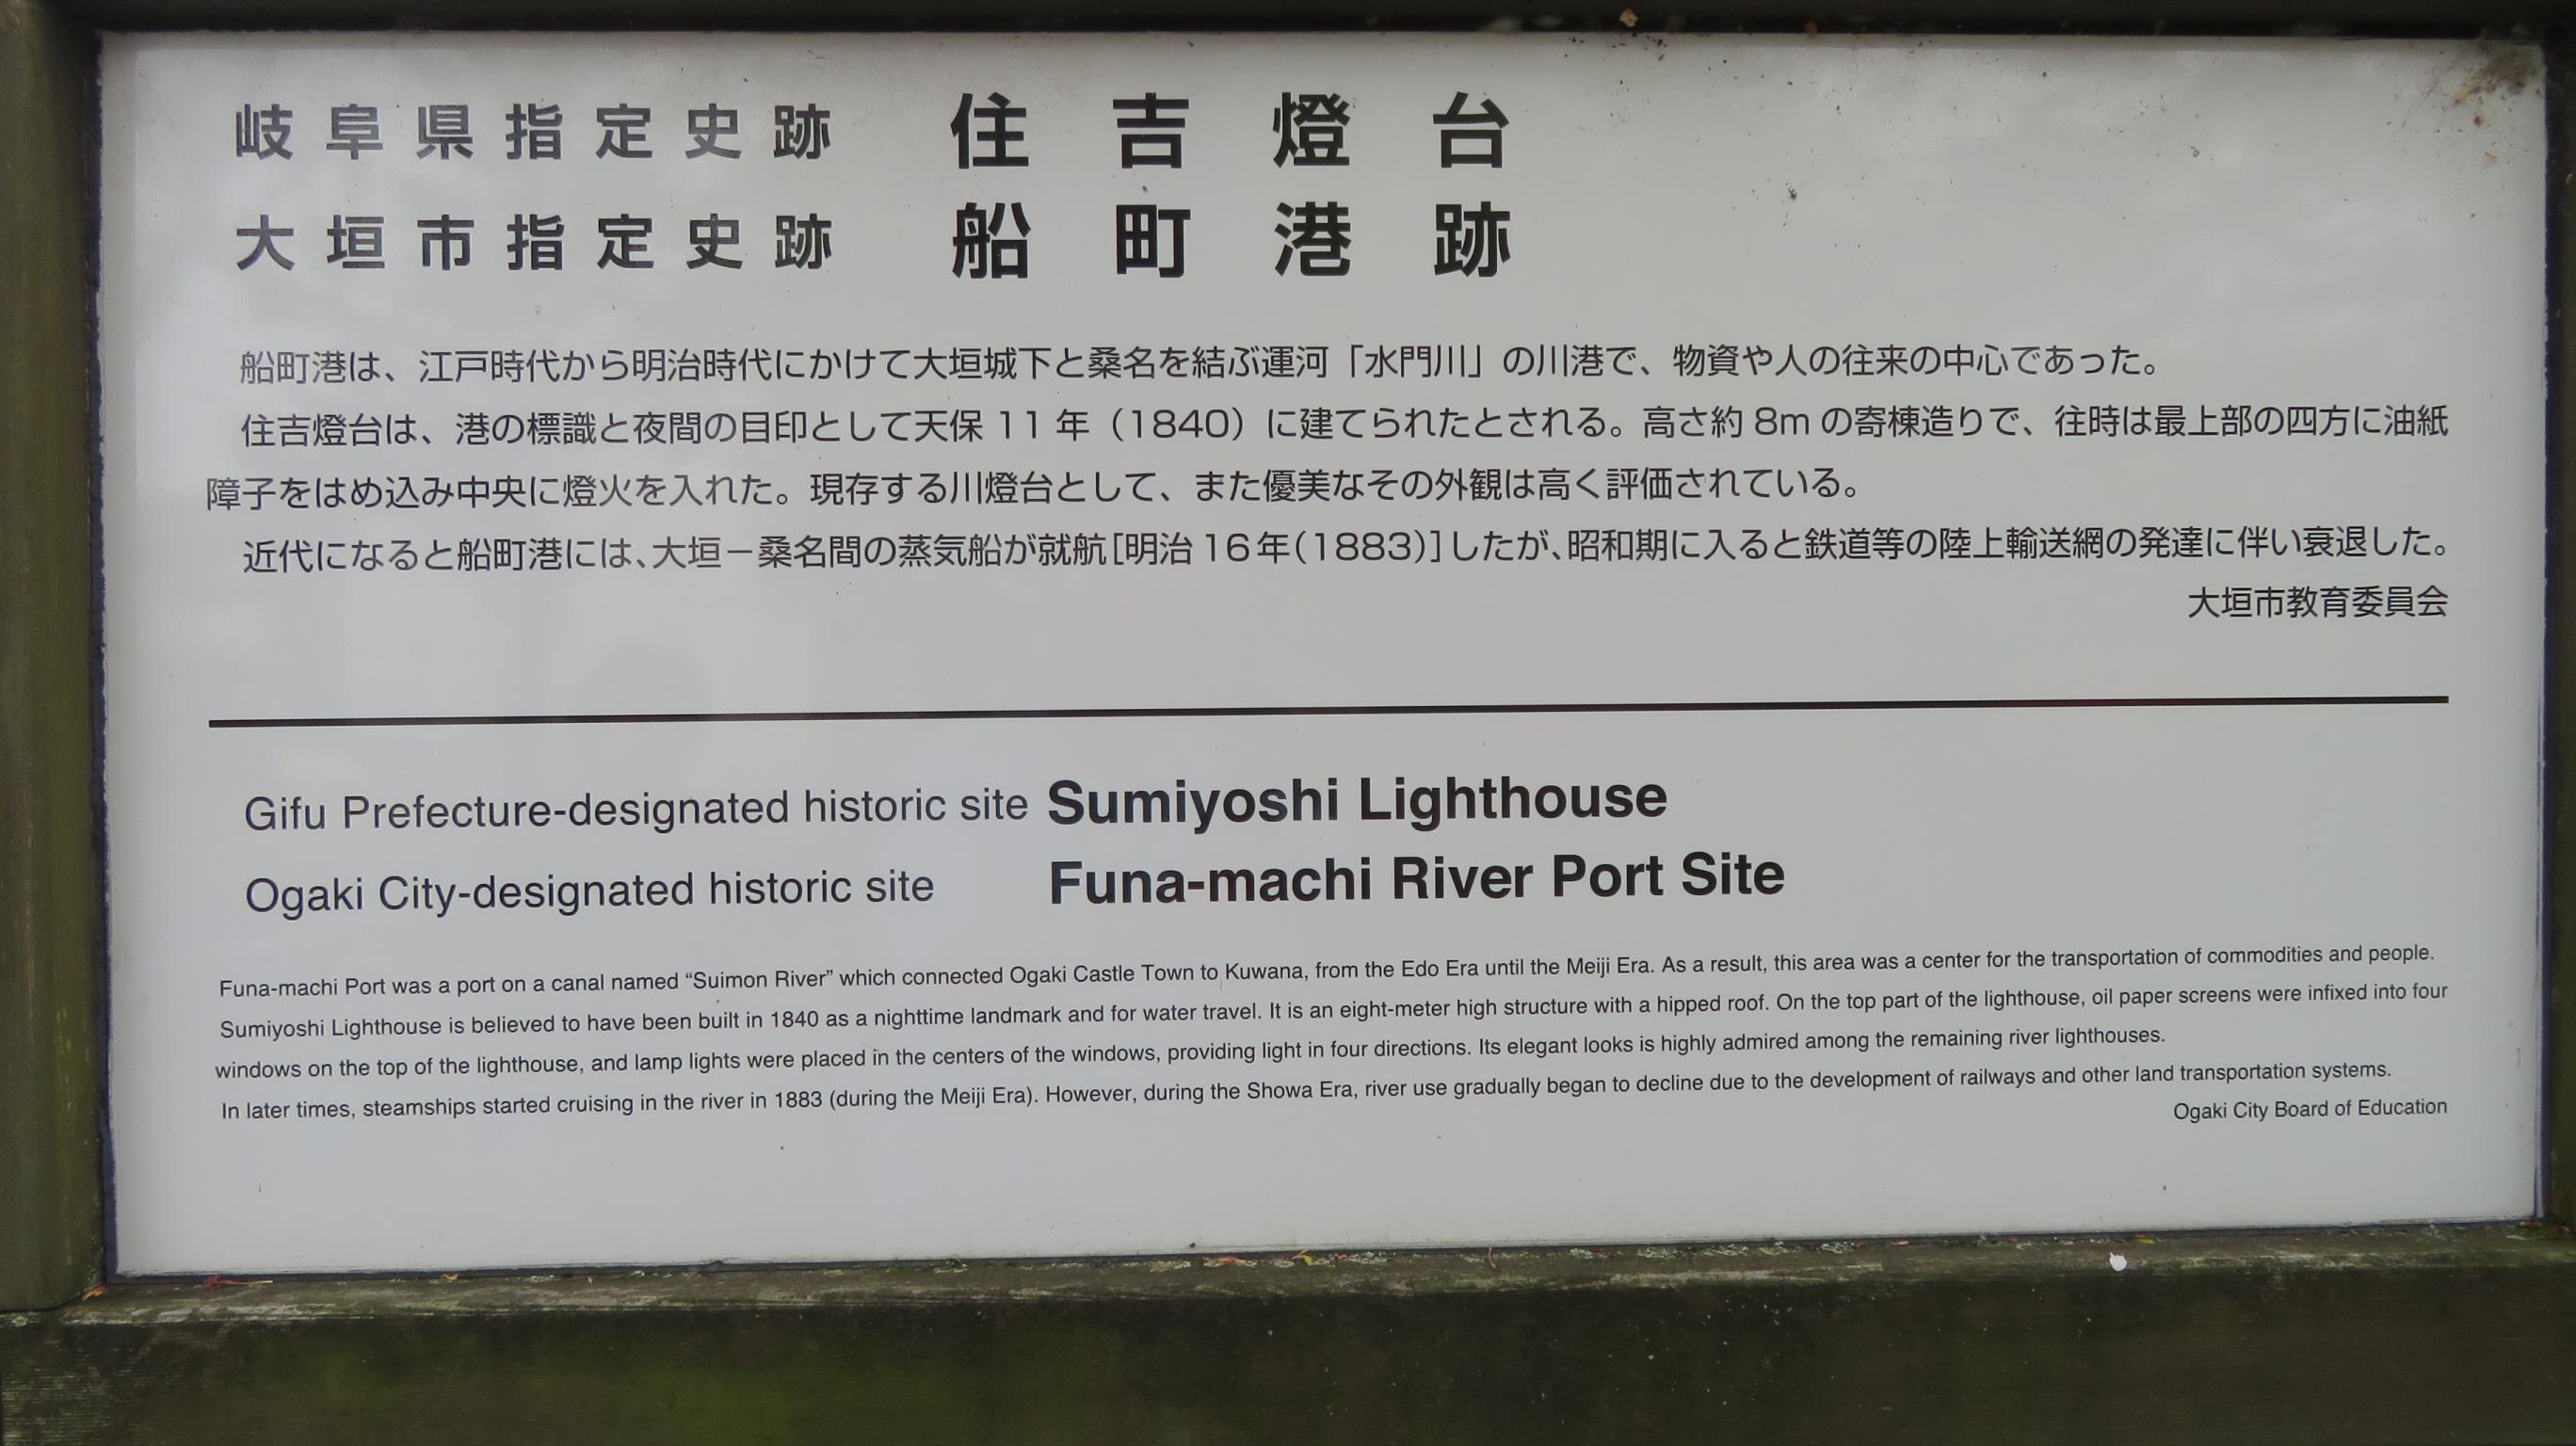 岐阜県指定史跡 住吉燈台
大垣市指定史跡 船町港跡
船町港は、江戸時代から明治時代にかけて大垣城下と桑名を結ぶ運河「水門川」の川港で、物資や人の往来の中心であった。
住吉燈台は、港の標識と夜間の目印として天保 11 年（1840）に建てられたとされる。高さ約 8m の寄棟造りで、往時は最上部の四方に油紙
障子をはめ込み中央に燈火を入れた。現存する川燈台として、また優美なその外観は高く評価されている。
近代になると船町港には、大垣－桑名間の蒸気船が就航[明治 16 年(1883)]したが、昭和期に入ると鉄道等の陸上輸送網の発達に伴い衰退した。
大垣市教育委員会
Gifu Prefecture-designated historic site Sumiyoshi Lighthouse
Ogaki City-designated historic site Funa-machi River Port Site
Funa-machi Port was a port on a canal named “Suimon River” which connected Ogaki Castle Town to Kuwana, from the Edo Era until the Meiji Era. As a result, this area was a center for the transportation of commodities and people.
Sumiyoshi Lighthouse is believed to have been built in 1840 as a nighttime landmark and for water travel. It is an eight-meter high structure with a hipped roof. On the top part of the lighthouse, oil paper screens were infixed into four
windows on the top of the lighthouse, and lamp lights were placed in the centers of the windows, providing light in four directions. Its elegant looks is highly admired among the remaining river lighthouses.
In later times, steamships started cruising in the river in 1883 (during the Meiji Era). However, during the Showa Era, river use gradually began to decline due to the development of railways and other land transportation systems.
Ogaki City Board of Education